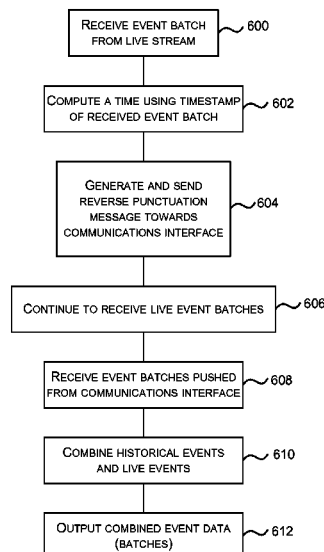 RECEIVE EVENT BATCH
FROM LIVE STREAM
600
COMPUTE A TIME USING TIMESTAMP
OF RECEIVED EVENT BATCH
602
GENERATE AND SEND
REVERSE PUNCTUATION
MESSAGE TOWARDS
COMMUNICATIONS INTERFACE
604
CONTINUE TO RECEIVE LIVE EVENT BATCHES
606
RECEIVE EVENT BATCHES PUSHED
FROM COMMUNICATIONS INTERFACE
608
COMBINE HISTORICAL EVENTS
AND LIVE EVENTS
610
OUTPUT COMBINED EVENT DATA
(BATCHES)
612